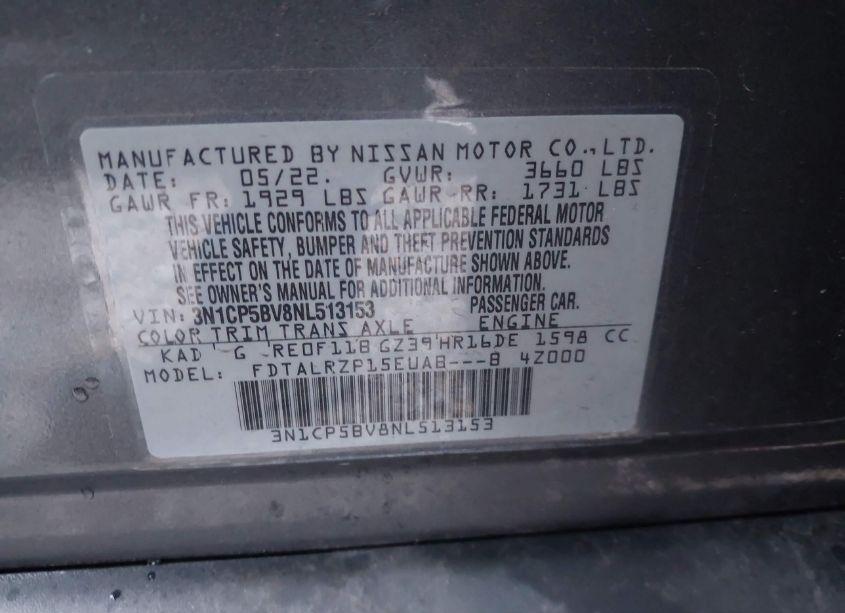 MANUFACTURED BY NISSAN MOTOR CO., LTD.
DATE: 05/22. GVWR: 3660 LBS
GAWR FR: 1929 LBS GAWR RR: 1731 LBS
THIS VEHICLE CONFORMS TO ALL APPLICABLE FEDERAL MOTOR
VEHICLE SAFETY, BUMPER AND THEFT PREVENTION STANDARDS
IN EFFECT ON THE DATE OF MANUFACTURE SHOWN ABOVE.
SEE OWNER'S MANUAL FOR ADDITIONAL INFORMATION.
VIN: 3N1CP5BV8NL513153 PASSENGER CAR.
COLOR TRIM TRANS AXLE ENGINE
KAD G RE0F11B GZ39 HR16DE 1598 CC
MODEL: FDTALRZP15EUAB---B 4Z000
3N1CP5BV8NL513153